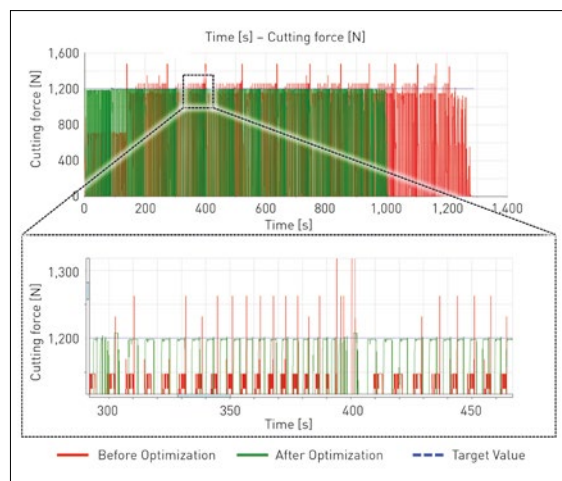 Time [s] – Cutting force [N]
Cutting force [N]
1,600
1,200
800
400
0
0 200 400 600 800 1,000 1,200 1,400
Time [s]
Cutting force [N]
1,300
1,200
300 350 400 450
Time [s]
Before Optimization After Optimization Target Value